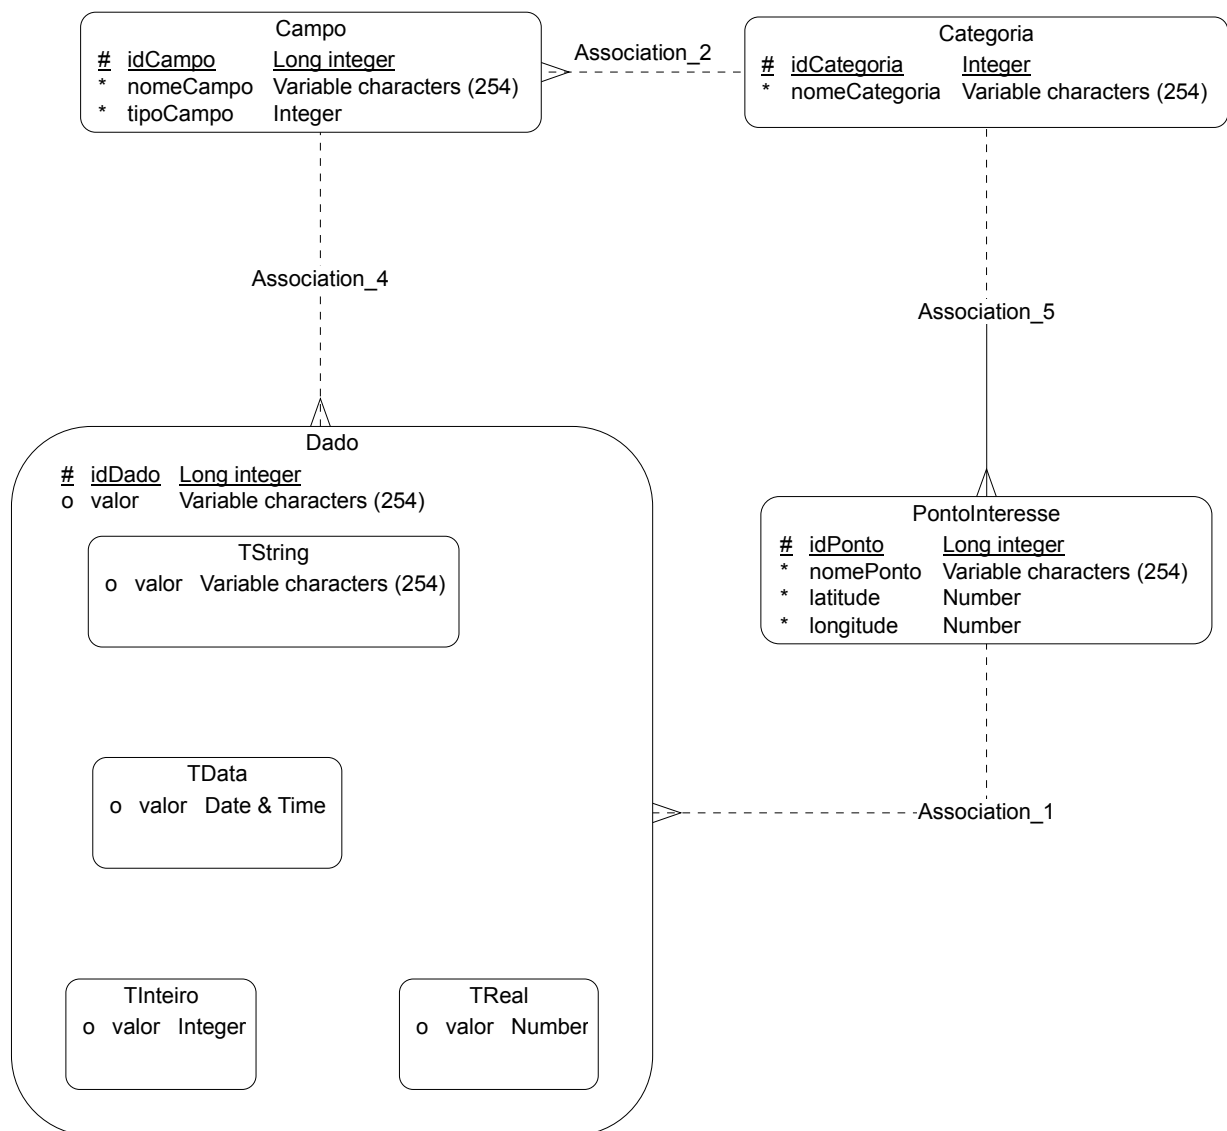 Campo
# idCampo Long integer
* nomeCampo Variable characters (254)
* tipoCampo Integer
Association_2
Categoria
# idCategoria Integer
* nomeCategoria Variable characters (254)
Association_4
Association_5
Dado
# idDado Long integer
o valor Variable characters (254)
TString
o valor Variable characters (254)
PontoInteresse
# idPonto Long integer
* nomePonto Variable characters (254)
* latitude Number
* longitude Number
TData
o valor Date & Time
Association_1
TInteiro
o valor Integer
TReal
o valor Number